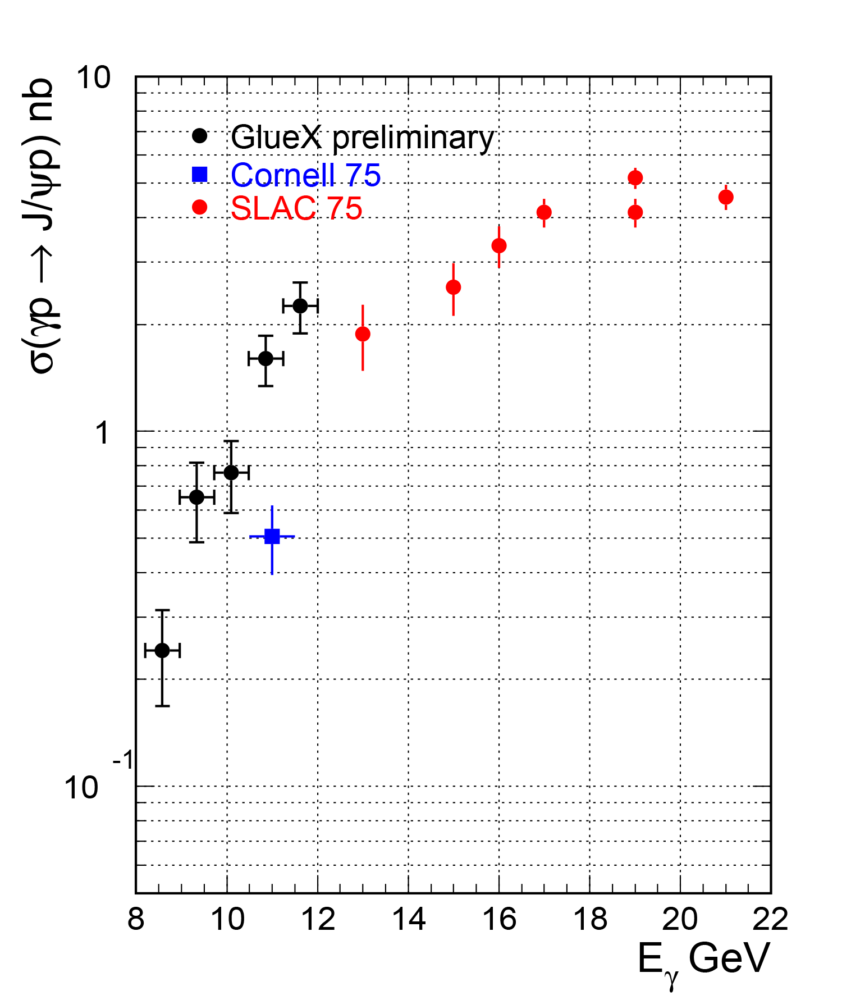 σ(γp → J/ψp) nb
10
GlueX preliminary
Cornell 75
SLAC 75
1
10
-1
8 10 12 14 16 18 20 22
Eγ GeV